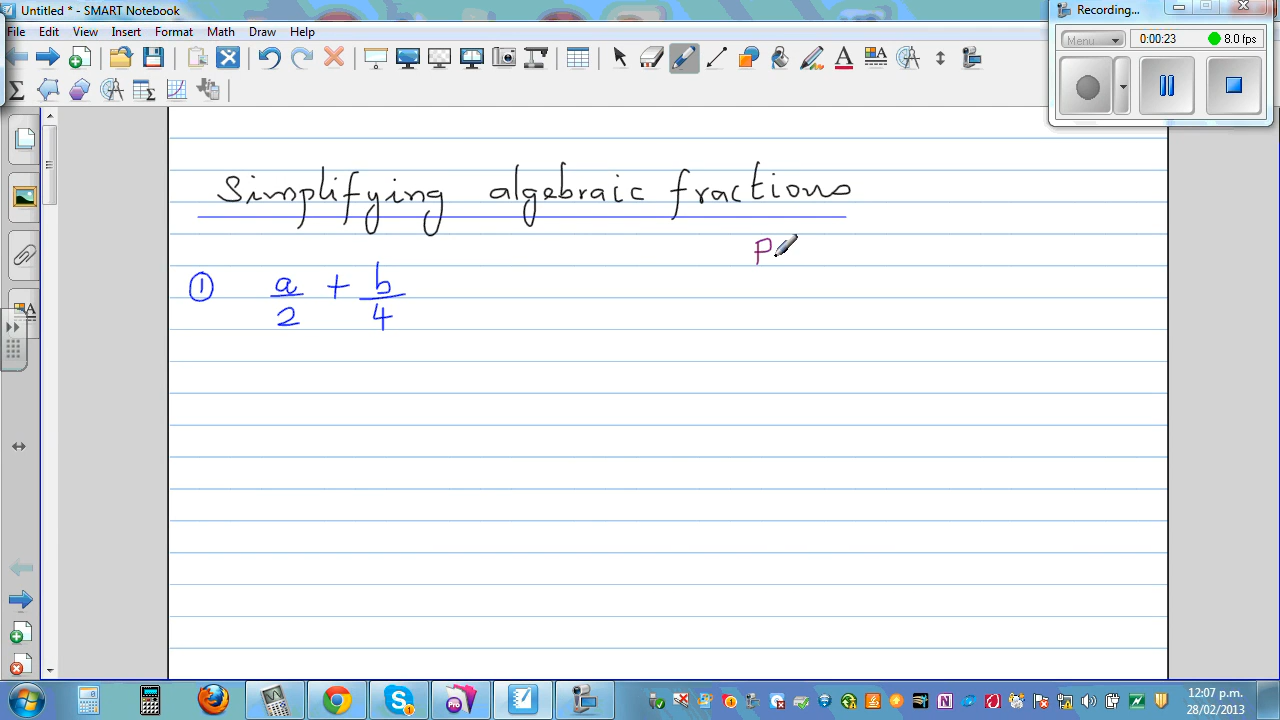 Untitled * - SMART Notebook
Recording...
File Edit View Insert Format Math Draw Help
Menu
0:00:23
8.0 fps
Simplifying algebraic fractions
P
① a/2 + b/4
12:07 p.m.
28/02/2013